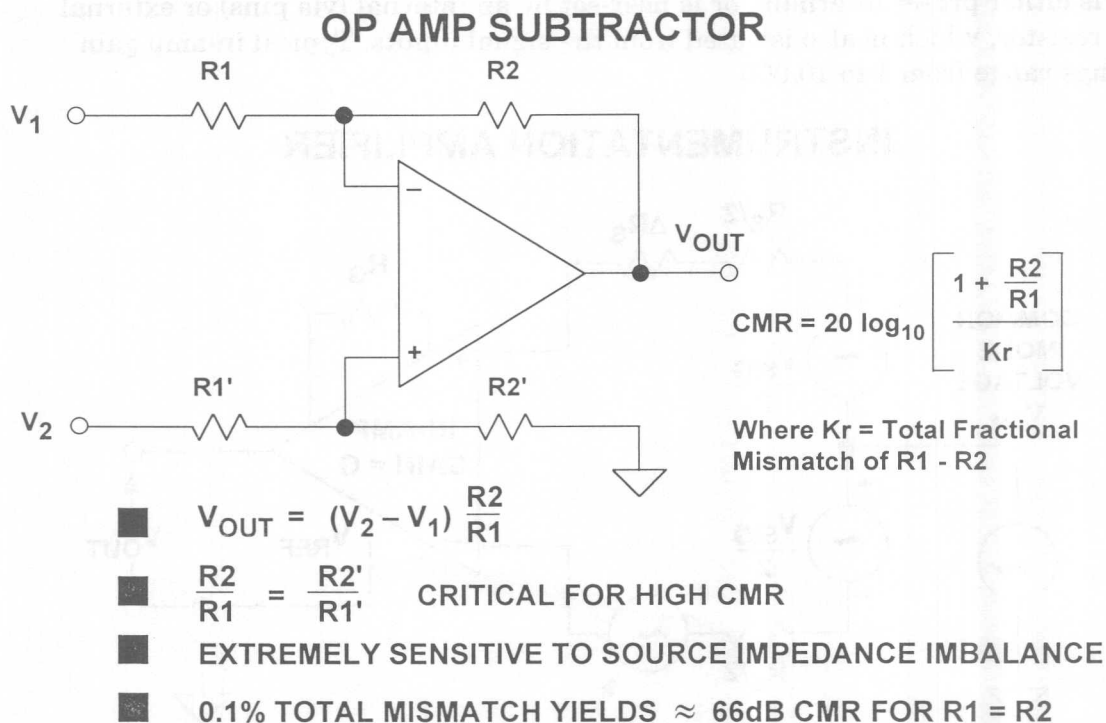 OP AMP SUBTRACTOR
R1 R2
V1
−
VOUT
+
CMR = 20 log10 [ (1 + R2/R1) / Kr ]
R1' R2'
V2
Where Kr = Total Fractional
Mismatch of R1 - R2
VOUT = (V2 – V1) R2/R1
R2/R1 = R2'/R1' CRITICAL FOR HIGH CMR
EXTREMELY SENSITIVE TO SOURCE IMPEDANCE IMBALANCE
0.1% TOTAL MISMATCH YIELDS ≈ 66dB CMR FOR R1 = R2